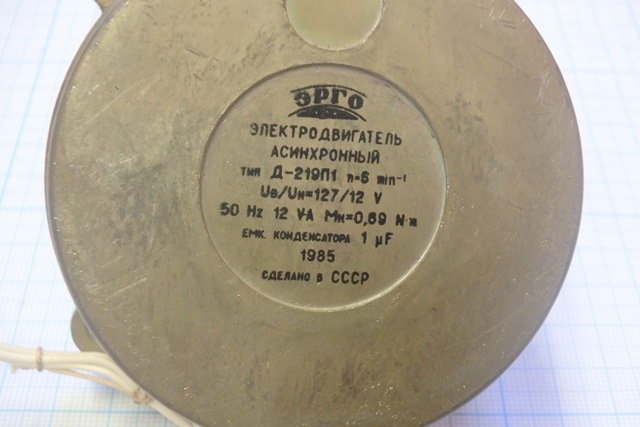 ЭРГО
ЭЛЕКТРОДВИГАТЕЛЬ
АСИНХРОННЫЙ
тип Д-219П1 n=6 min⁻¹
Uв/Uн=127/12 V
50 Hz 12 V·A Mн=0,69 N·m
ЕМК. КОНДЕНСАТОРА 1 µF
1985
СДЕЛАНО В СССР